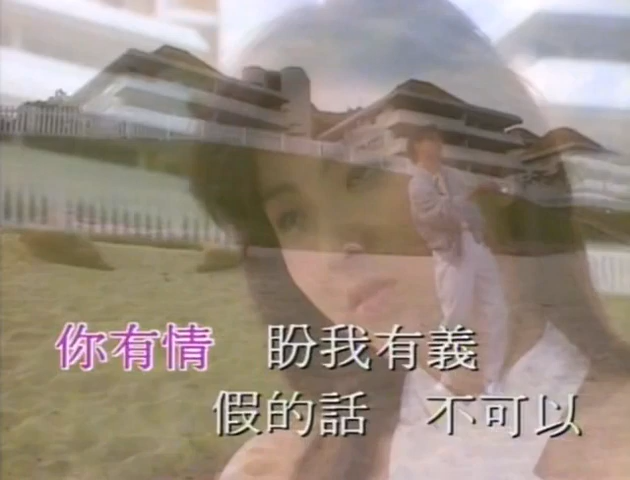 你有情　盼我有義
假的話　不可以